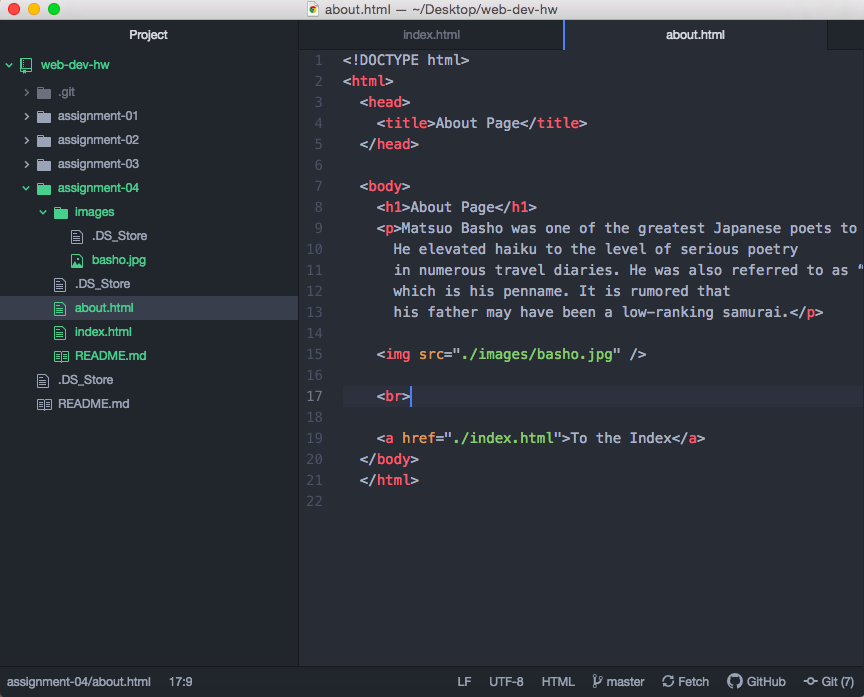 about.html — ~/Desktop/web-dev-hw
Project
web-dev-hw
.git
assignment-01
assignment-02
assignment-03
assignment-04
images
.DS_Store
basho.jpg
.DS_Store
about.html
index.html
README.md
.DS_Store
README.md
index.html about.html
1 <!DOCTYPE html>
2 <html>
3 <head>
4 <title>About Page</title>
5 </head>
6
7 <body>
8 <h1>About Page</h1>
9 <p>Matsuo Basho was one of the greatest Japanese poets to
10 He elevated haiku to the level of serious poetry
11 in numerous travel diaries. He was also referred to as “
12 which is his penname. It is rumored that
13 his father may have been a low-ranking samurai.</p>
14
15 <img src="./images/basho.jpg" />
16
17 <br>
18
19 <a href="./index.html">To the Index</a>
20 </body>
21 </html>
22
assignment-04/about.html 17:9 LF UTF-8 HTML master Fetch GitHub Git (7)